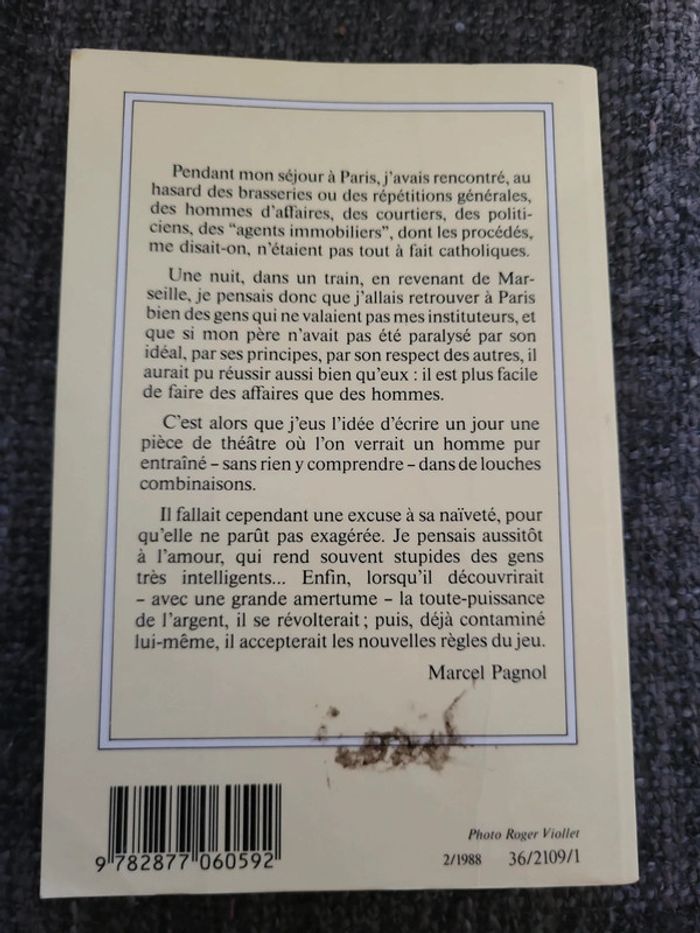 Pendant mon séjour à Paris, j'avais rencontré, au
hasard des brasseries ou des répétitions générales,
des hommes d'affaires, des courtiers, des politi-
ciens, des "agents immobiliers", dont les procédés,
me disait-on, n'étaient pas tout à fait catholiques.
Une nuit, dans un train, en revenant de Mar-
seille, je pensais donc que j'allais retrouver à Paris
bien des gens qui ne valaient pas mes instituteurs, et
que si mon père n'avait pas été paralysé par son
idéal, par ses principes, par son respect des autres, il
aurait pu réussir aussi bien qu'eux : il est plus facile
de faire des affaires que des hommes.
C'est alors que j'eus l'idée d'écrire un jour une
pièce de théâtre où l'on verrait un homme pur
entraîné – sans rien y comprendre – dans de louches
combinaisons.
Il fallait cependant une excuse à sa naïveté, pour
qu'elle ne parût pas exagérée. Je pensais aussitôt
à l'amour, qui rend souvent stupides des gens
très intelligents... Enfin, lorsqu'il découvrirait
– avec une grande amertume – la toute-puissance
de l'argent, il se révolterait ; puis, déjà contaminé
lui-même, il accepterait les nouvelles règles du jeu.
Marcel Pagnol
Photo Roger Viollet
9 782877 060592
2/1988 36/2109/1